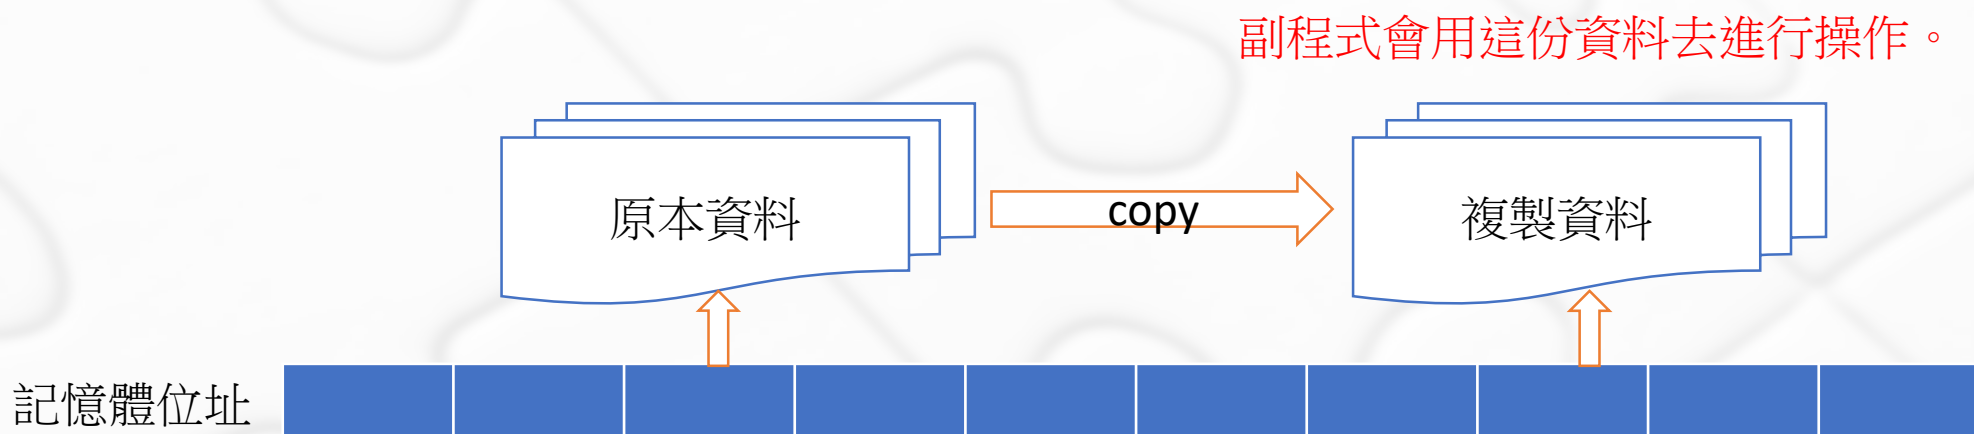 副程式會用這份資料去進行操作。
原本資料
copy
複製資料
記憶體位址